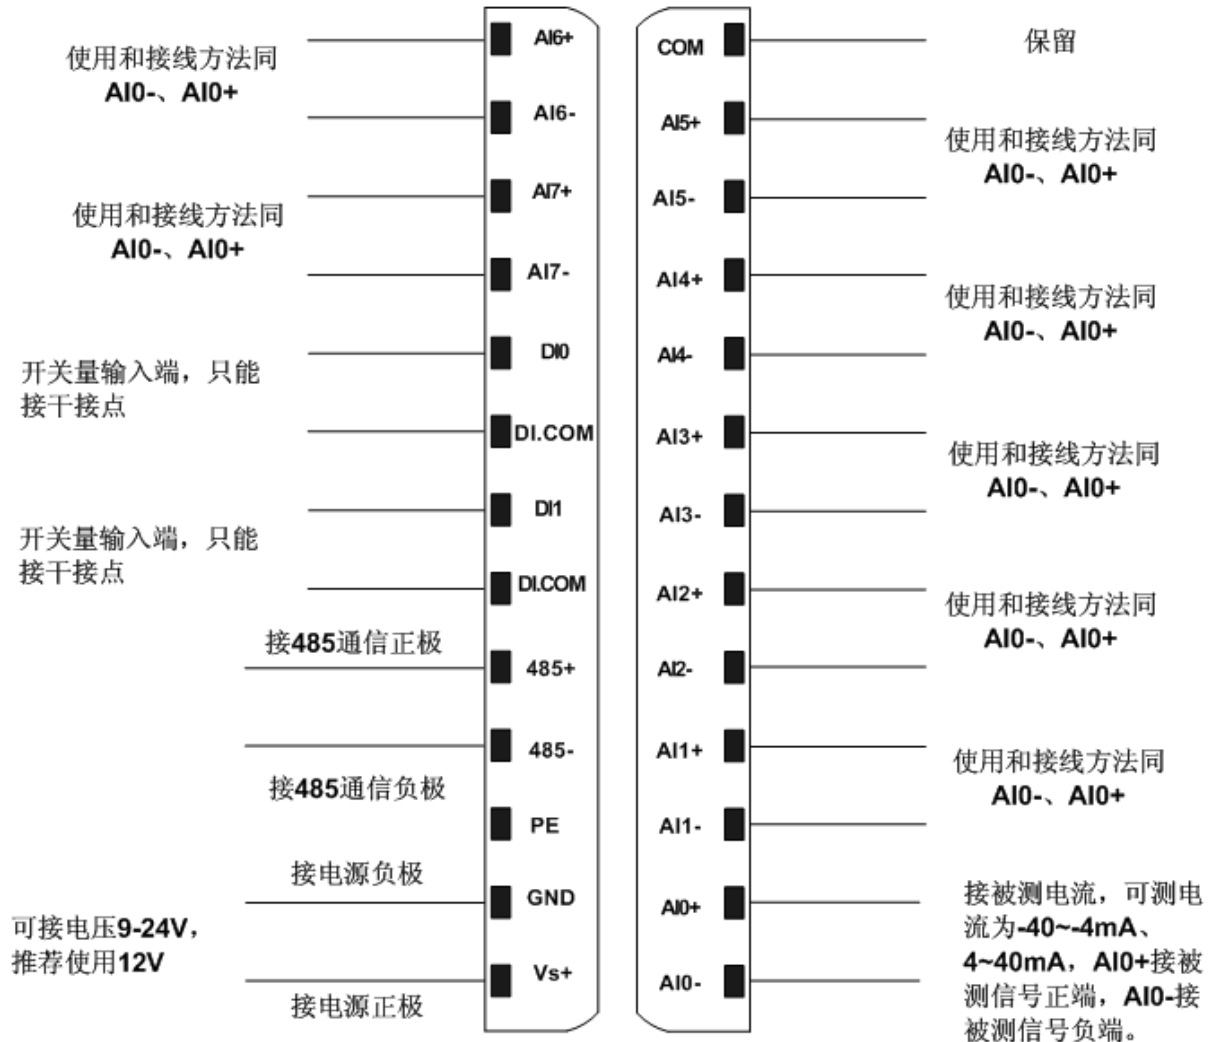 使用和接线方法同
AI0-、AI0+
AI6+
AI6-
使用和接线方法同
AI0-、AI0+
AI7+
AI7-
开关量输入端，只能
接干接点
DI0
DI.COM
开关量输入端，只能
接干接点
DI1
DI.COM
接485通信正极
485+
485-
接485通信负极
PE
接电源负极
GND
可接电压9-24V，
推荐使用12V
Vs+
接电源正极
COM
保留
AI5+
AI5-
使用和接线方法同
AI0-、AI0+
AI4+
AI4-
使用和接线方法同
AI0-、AI0+
AI3+
AI3-
使用和接线方法同
AI0-、AI0+
AI2+
AI2-
使用和接线方法同
AI0-、AI0+
AI1+
AI1-
使用和接线方法同
AI0-、AI0+
AI0+
AI0-
接被测电流，可测电
流为-40~-4mA、
4~40mA，AI0+接被
测信号正端，AI0-接
被测信号负端。